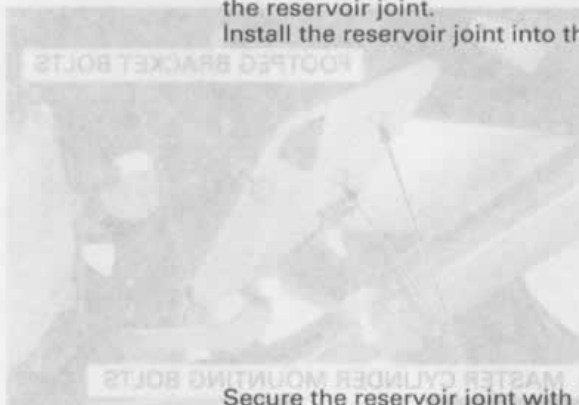 the reservoir joint.
Install the reservoir joint into th
FOOTPEG BRACKET BOLTS
MASTER CYLINDER MOUNTING BOLTS
Secure the reservoir joint with